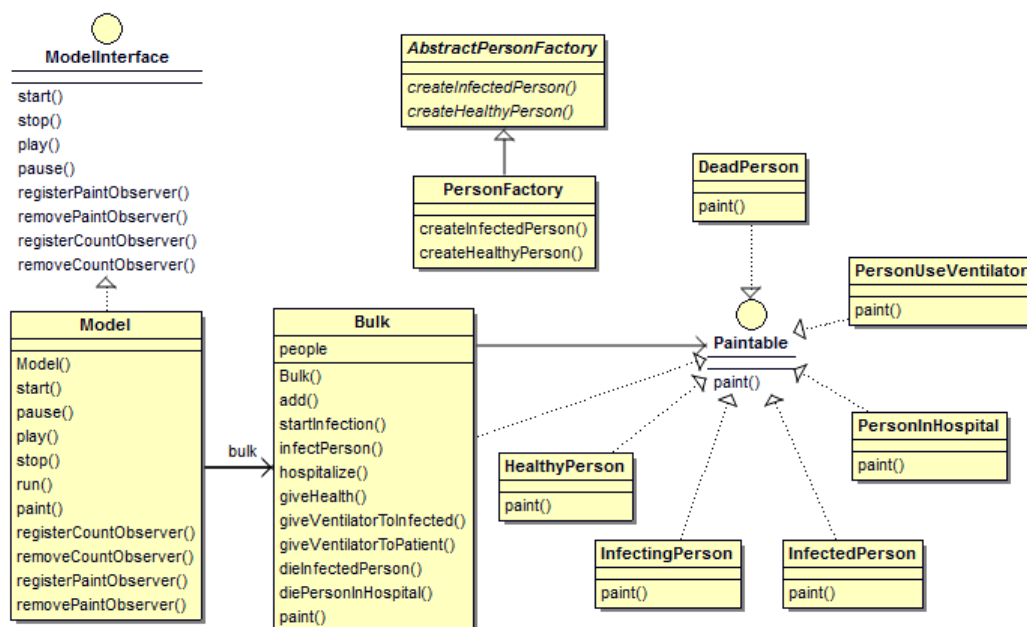 ModelInterface
start()
stop()
play()
pause()
registerPaintObserver()
removePaintObserver()
registerCountObserver()
removeCountObserver()
AbstractPersonFactory
createInfectedPerson()
createHealthyPerson()
PersonFactory
createInfectedPerson()
createHealthyPerson()
DeadPerson
paint()
PersonUseVentilator
paint()
Model
Model()
start()
pause()
play()
stop()
run()
paint()
registerCountObserver()
removeCountObserver()
registerPaintObserver()
removePaintObserver()
bulk
Bulk
people
Bulk()
add()
startInfection()
infectPerson()
hospitalize()
giveHealth()
giveVentilatorToInfected()
giveVentilatorToPatient()
dieInfectedPerson()
diePersonInHospital()
paint()
Paintable
paint()
HealthyPerson
paint()
PersonInHospital
paint()
InfectingPerson
paint()
InfectedPerson
paint()